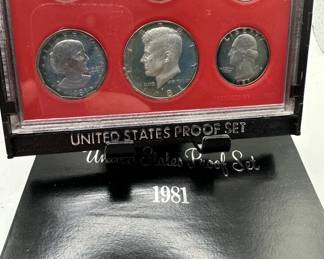 UNITED STATES PROOF SET
United States Proof Set
1981